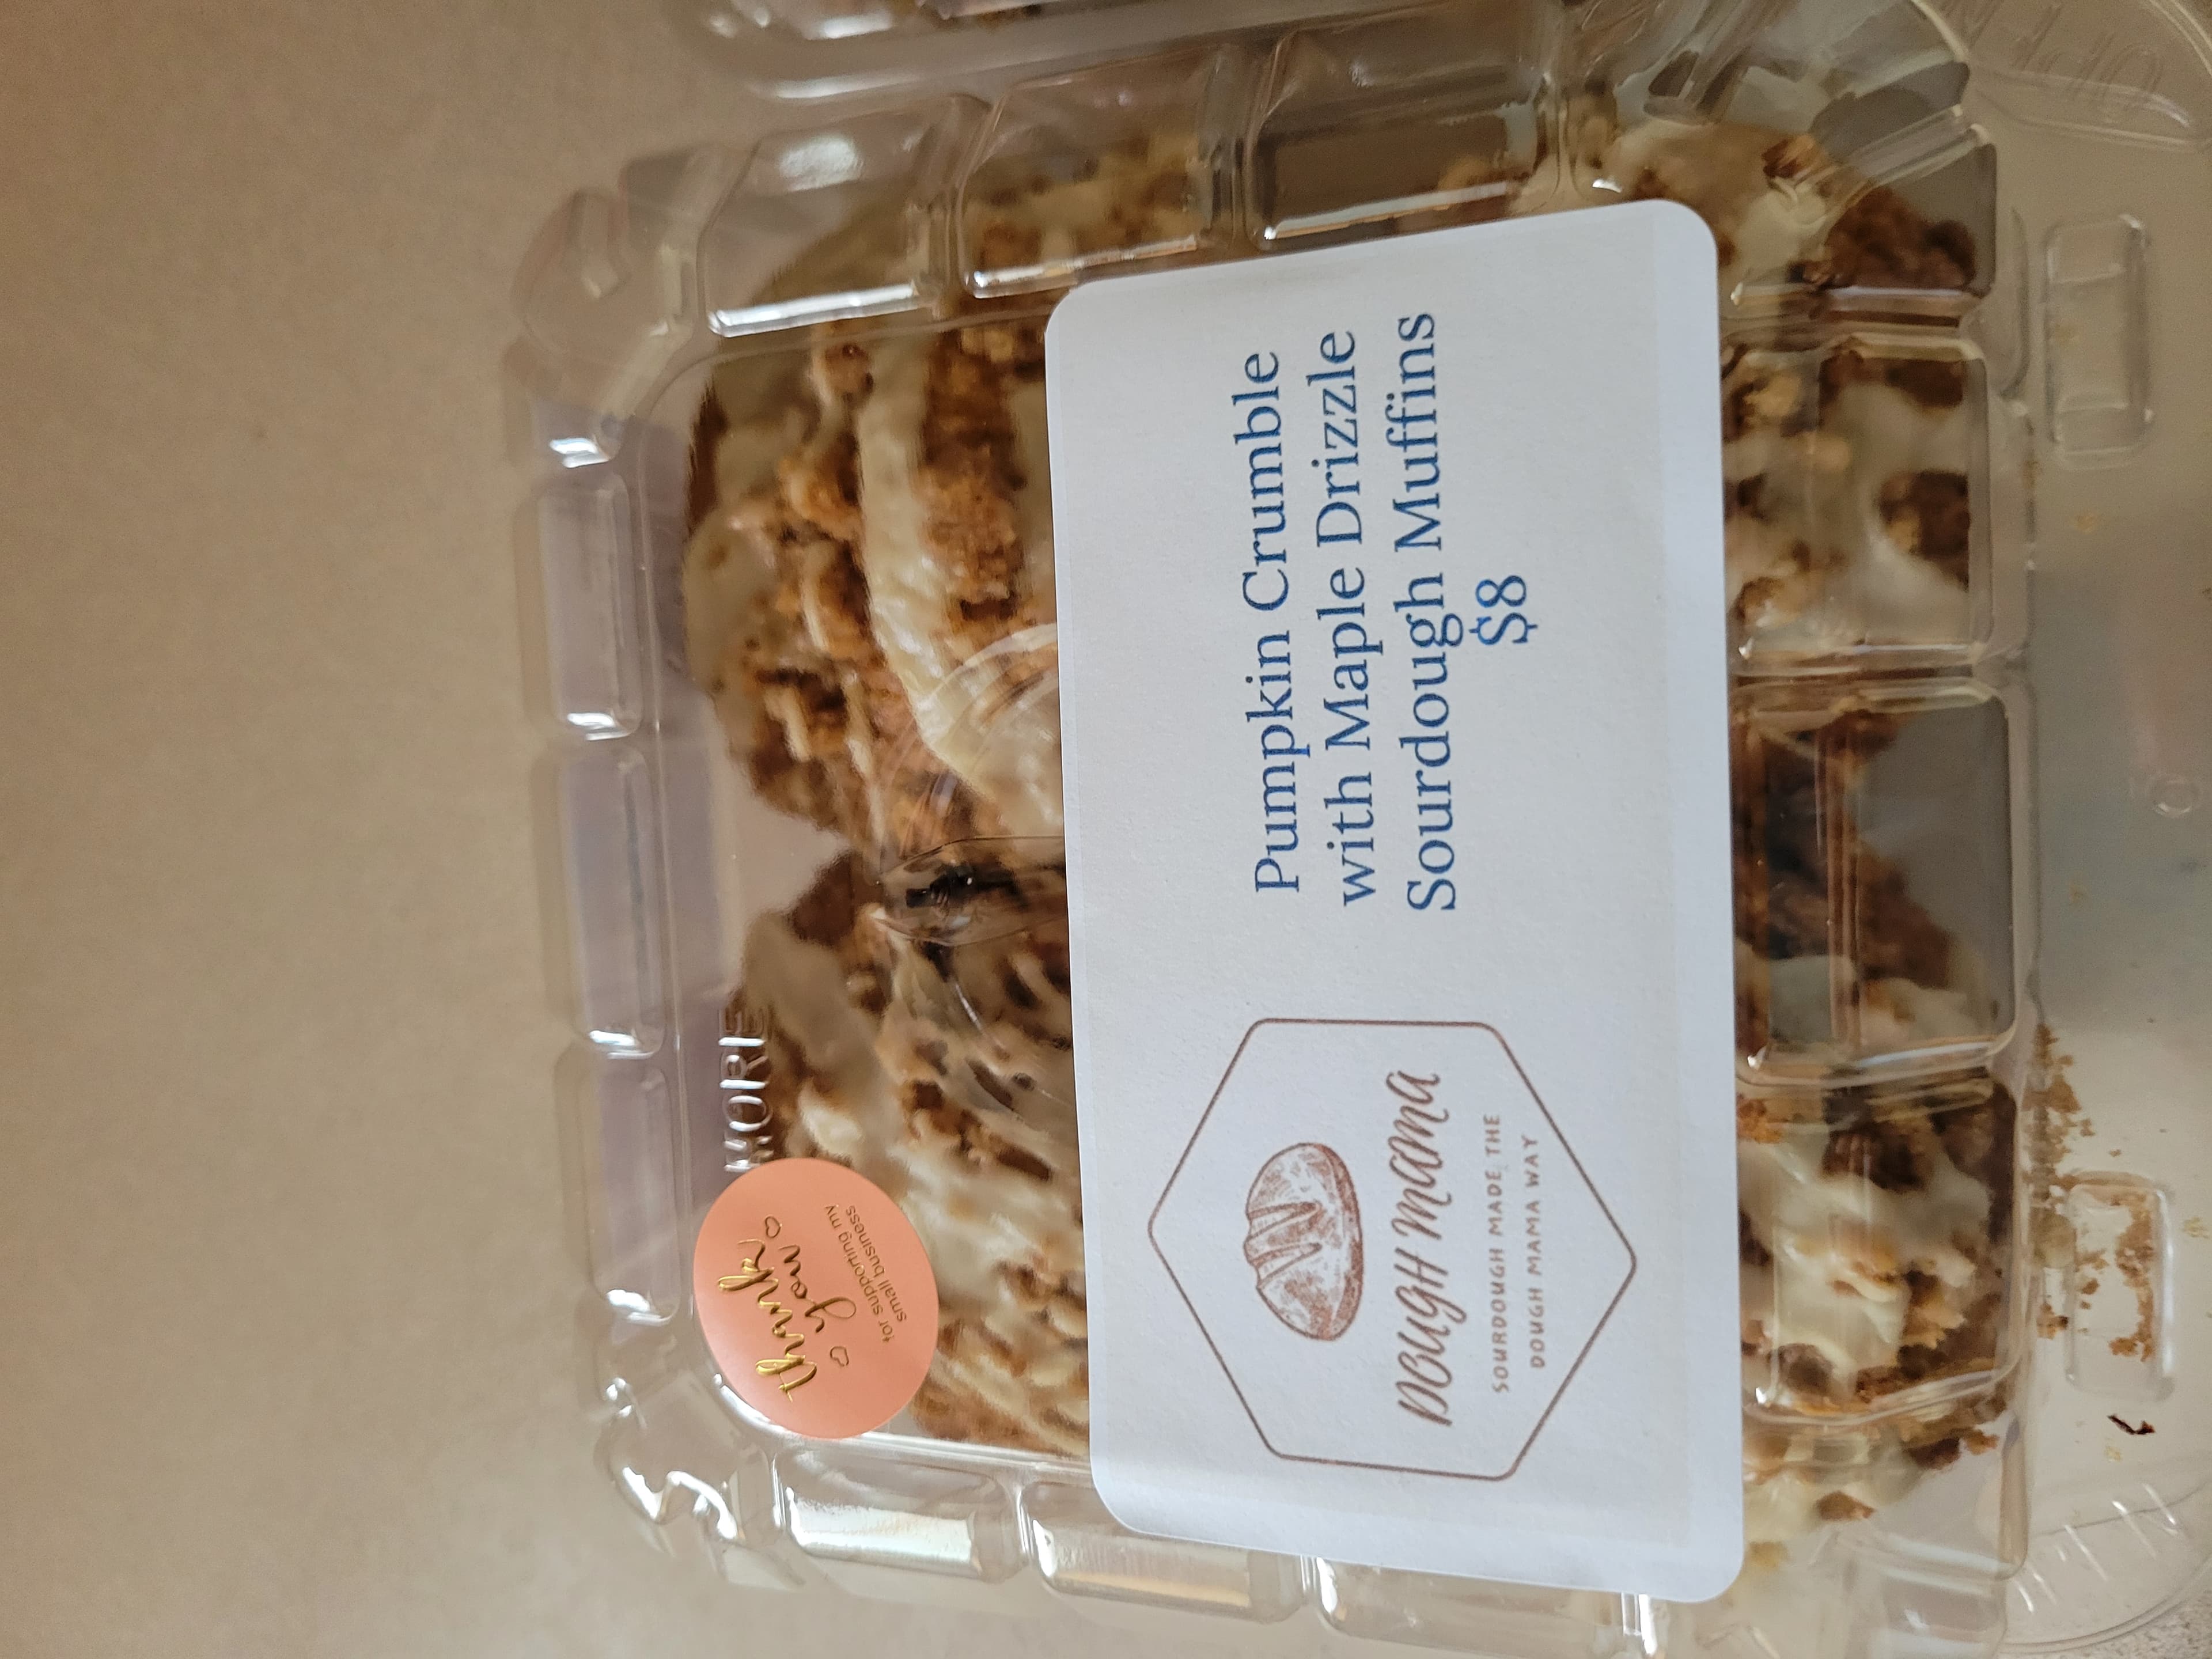 thank
you
for supporting my
small business
MORE
DOUGH MAMA
SOURDOUGH MADE THE
DOUGH MAMA WAY
Pumpkin Crumble
with Maple Drizzle
Sourdough Muffins
$8